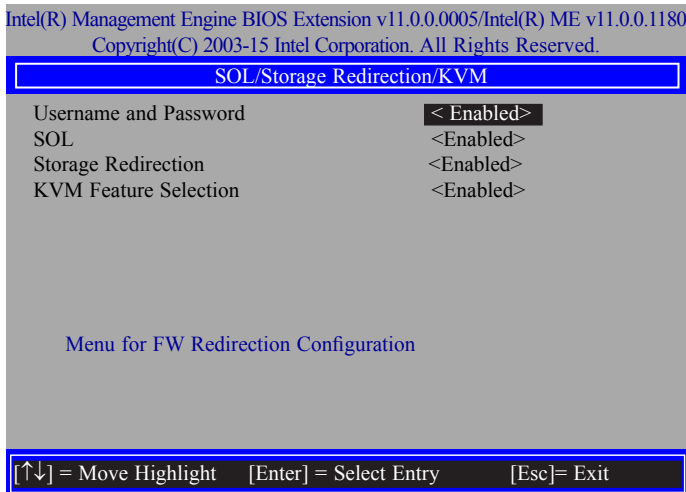 Intel(R) Management Engine BIOS Extension v11.0.0.0005/Intel(R) ME v11.0.0.1180
Copyright(C) 2003-15 Intel Corporation. All Rights Reserved.
SOL/Storage Redirection/KVM
Username and Password < Enabled>
SOL <Enabled>
Storage Redirection <Enabled>
KVM Feature Selection <Enabled>
Menu for FW Redirection Configuration
[↑↓] = Move Highlight [Enter] = Select Entry [Esc]= Exit